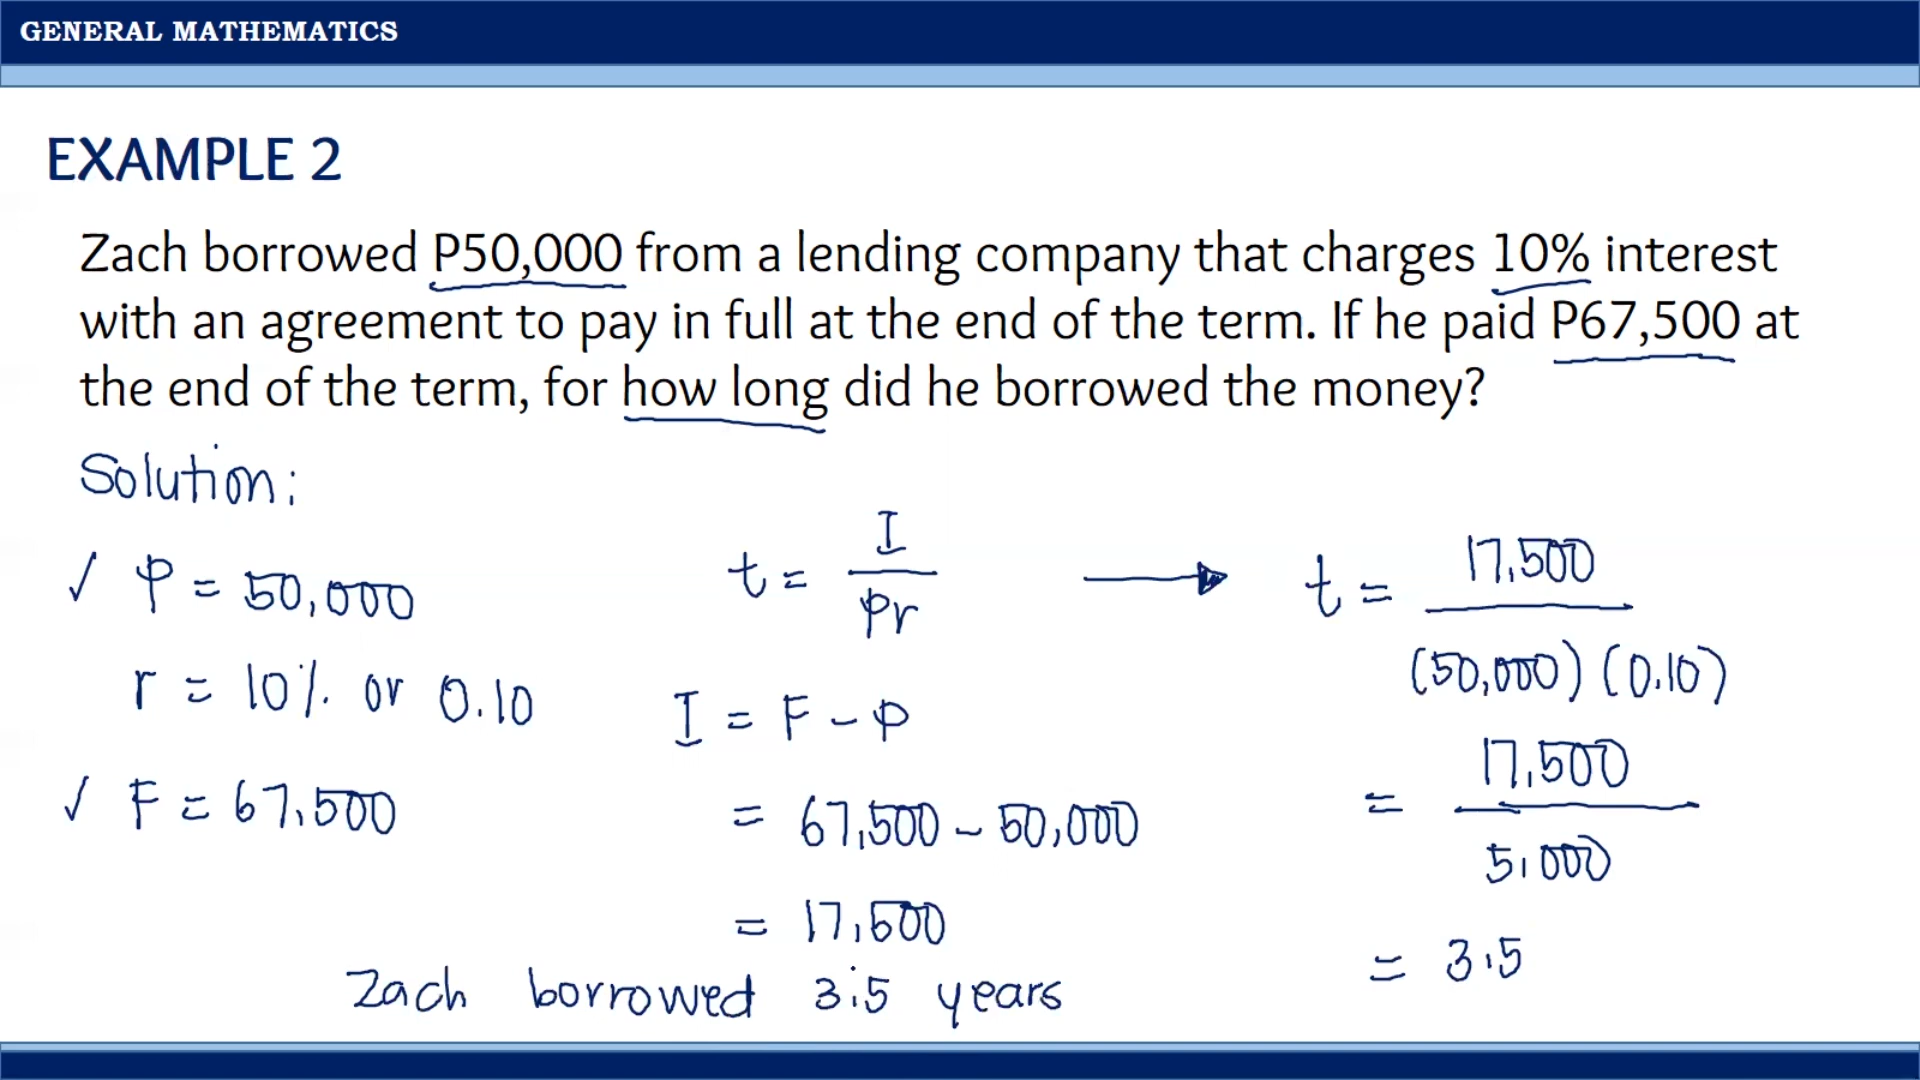 GENERAL MATHEMATICS
EXAMPLE 2
Zach borrowed P50,000 from a lending company that charges 10% interest
with an agreement to pay in full at the end of the term. If he paid P67,500 at
the end of the term, for how long did he borrowed the money?
Solution:
✓ P = 50,000
r = 10% or 0.10
✓ F = 67,500
t = I / Pr
I = F - P
= 67,500 - 50,000
= 17,500
→ t = 17,500 / (50,000) (0.10)
= 17,500 / 5,000
= 3.5
Zach borrowed 3.5 years